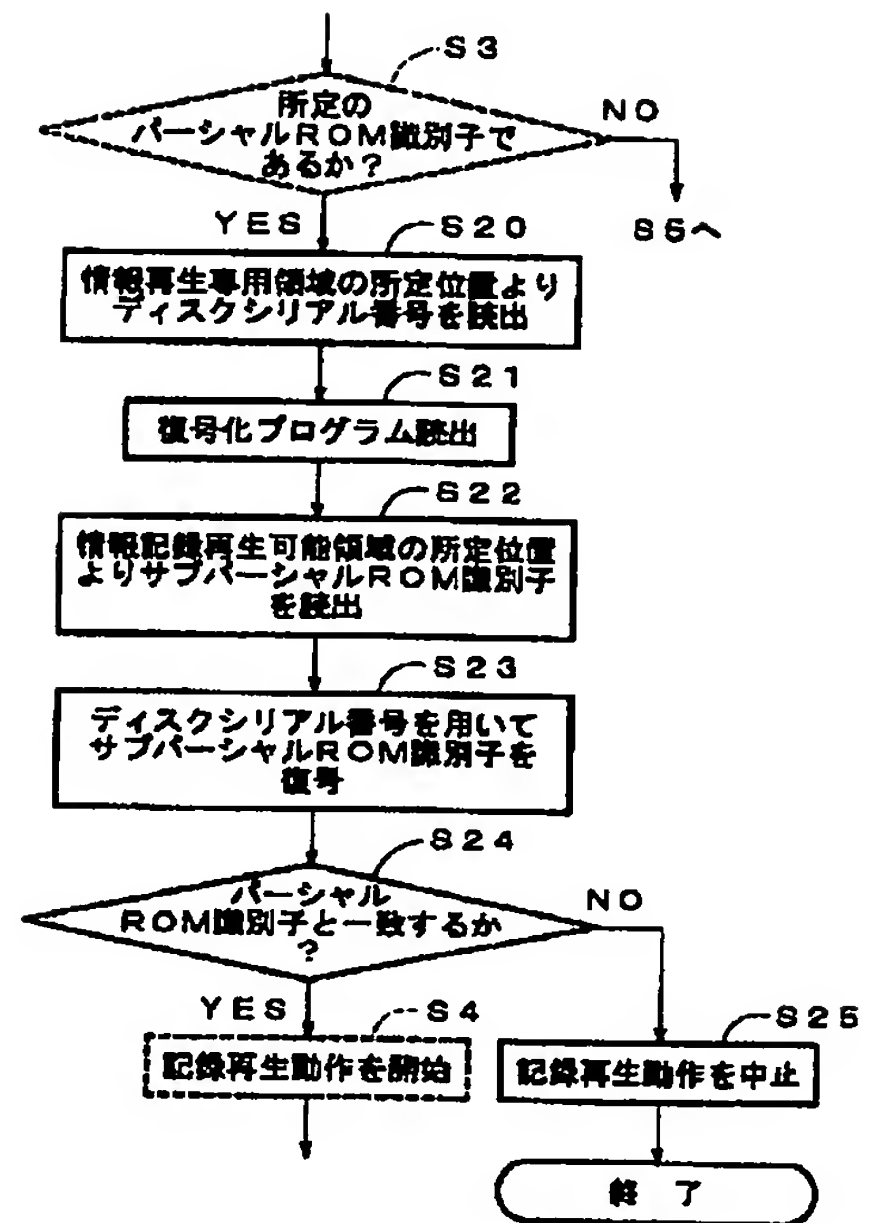 S3
所定の
パーシャルROM識別子で
あるか?
NO
YES
S5へ
S20
情報再生専用領域の所定位置より
ディスクシリアル番号を読出
S21
復号化プログラム読出
S22
情報記録再生可能領域の所定位置
よりサブパーシャルROM識別子
を読出
S23
ディスクシリアル番号を用いて
サブパーシャルROM識別子を
復号
S24
パーシャル
ROM識別子と一致するか
?
NO
YES
S4
記録再生動作を開始
S25
記録再生動作を中止
終 了